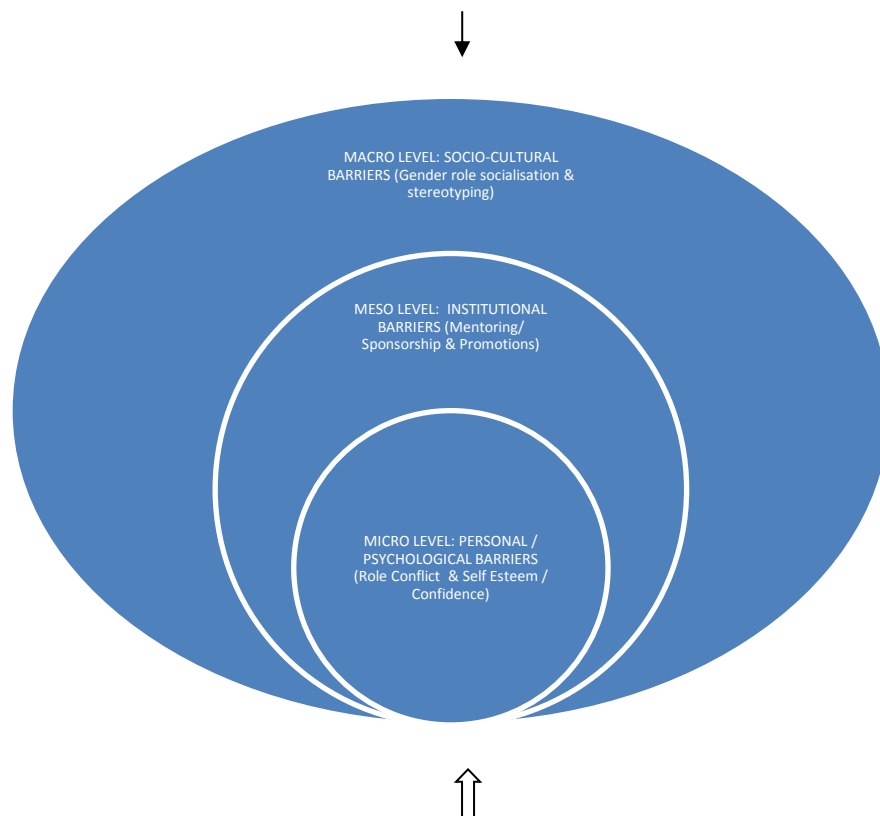 MACRO LEVEL: SOCIO-CULTURAL
BARRIERS (Gender role socialisation &
stereotyping)
MESO LEVEL:  INSTITUTIONAL
BARRIERS (Mentoring/
Sponsorship & Promotions)
MICRO LEVEL: PERSONAL /
PSYCHOLOGICAL BARRIERS
(Role Conflict  & Self Esteem /
Confidence)